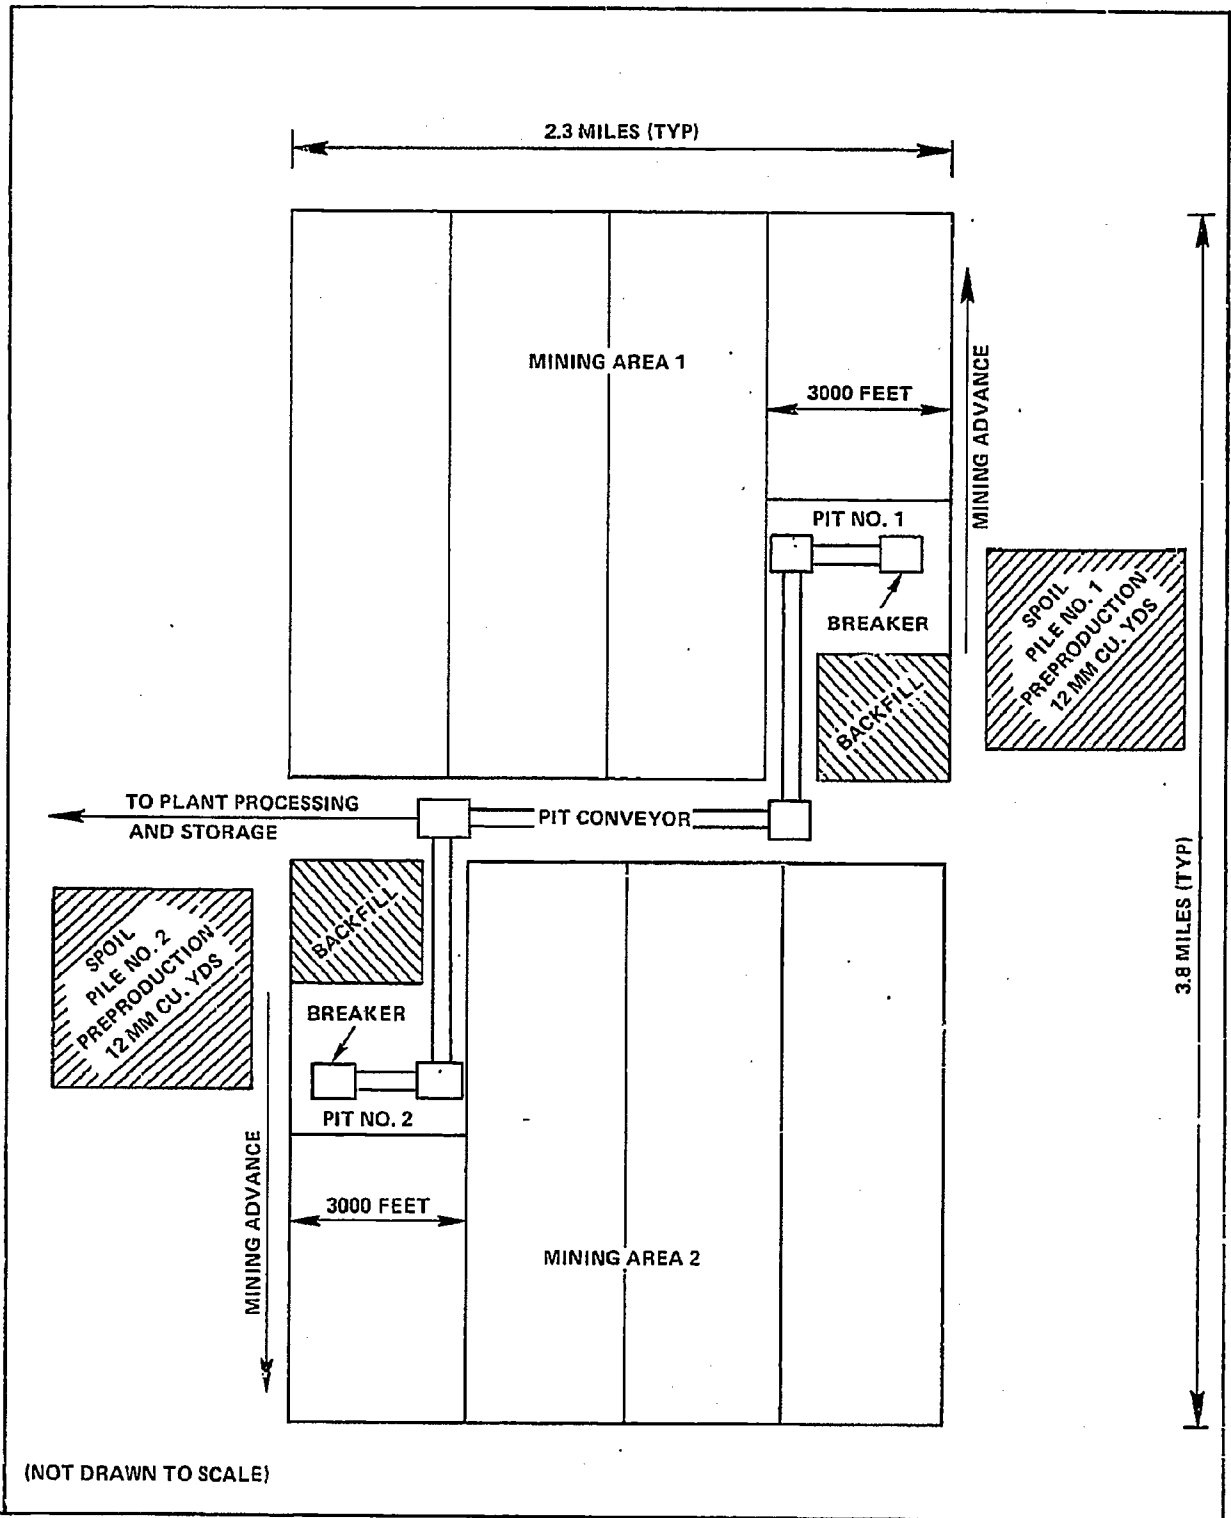 2.3 MILES (TYP)
MINING AREA 1
3000 FEET
MINING ADVANCE
PIT NO. 1
BREAKER
SPOIL
PILE NO. 1
PREPRODUCTION
12 MM CU. YDS
BACKFILL
TO PLANT PROCESSING
AND STORAGE
PIT CONVEYOR
3.8 MILES (TYP)
BACKFILL
SPOIL
PILE NO. 2
PREPRODUCTION
12 MM CU. YDS
BREAKER
PIT NO. 2
MINING ADVANCE
3000 FEET
MINING AREA 2
(NOT DRAWN TO SCALE)